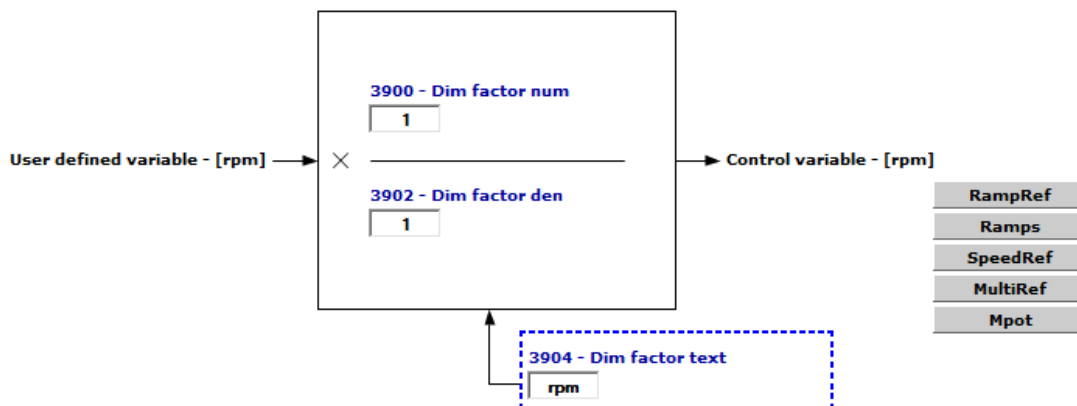 3900 - Dim factor num
1
User defined variable - [rpm]
×
Control variable - [rpm]
3902 - Dim factor den
1
RampRef
Ramps
SpeedRef
MultiRef
Mpot
3904 - Dim factor text
rpm